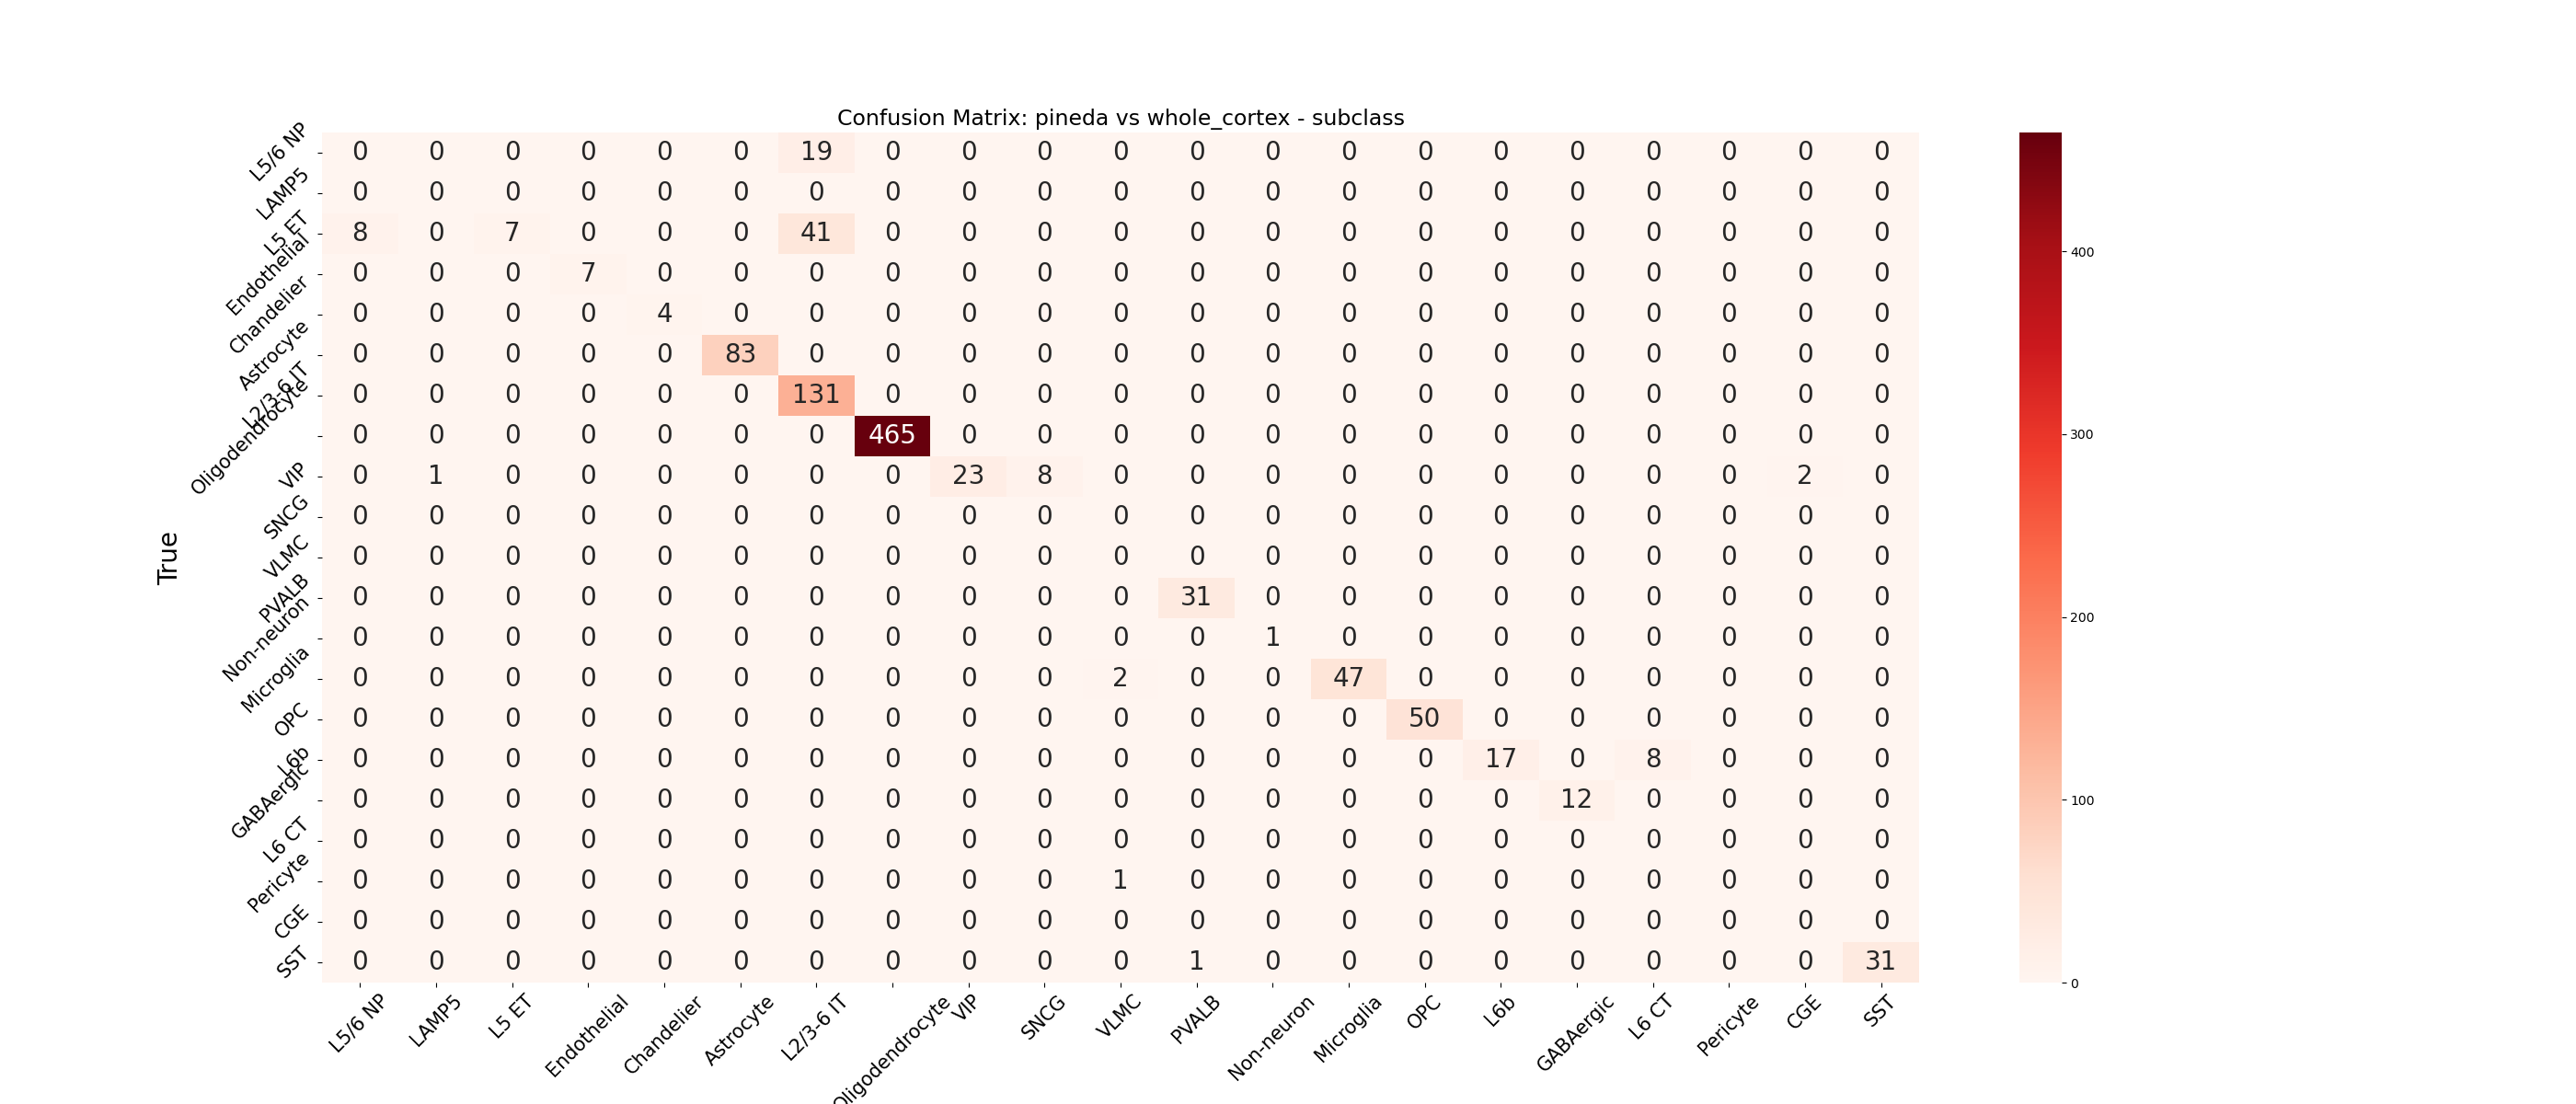 Confusion Matrix: pineda vs whole_cortex - subclass
True
L5/6 NP 0 0 0 0 0 0 19 0 0 0 0 0 0 0 0 0 0 0 0 0 0
LAMP5 0 0 0 0 0 0 0 0 0 0 0 0 0 0 0 0 0 0 0 0 0
L5 ET 8 0 7 0 0 0 41 0 0 0 0 0 0 0 0 0 0 0 0 0 0
Endothelial 0 0 0 7 0 0 0 0 0 0 0 0 0 0 0 0 0 0 0 0 0
Chandelier 0 0 0 0 4 0 0 0 0 0 0 0 0 0 0 0 0 0 0 0 0
Astrocyte 0 0 0 0 0 83 0 0 0 0 0 0 0 0 0 0 0 0 0 0 0
L2/3-6 IT 0 0 0 0 0 0 131 0 0 0 0 0 0 0 0 0 0 0 0 0 0
Oligodendrocyte 0 0 0 0 0 0 0 465 0 0 0 0 0 0 0 0 0 0 0 0 0
VIP 0 1 0 0 0 0 0 0 23 8 0 0 0 0 0 0 0 0 0 2 0
SNCG 0 0 0 0 0 0 0 0 0 0 0 0 0 0 0 0 0 0 0 0 0
VLMC 0 0 0 0 0 0 0 0 0 0 0 0 0 0 0 0 0 0 0 0 0
PVALB 0 0 0 0 0 0 0 0 0 0 0 31 0 0 0 0 0 0 0 0 0
Non-neuron 0 0 0 0 0 0 0 0 0 0 0 0 1 0 0 0 0 0 0 0 0
Microglia 0 0 0 0 0 0 0 0 0 0 2 0 0 47 0 0 0 0 0 0 0
OPC 0 0 0 0 0 0 0 0 0 0 0 0 0 0 50 0 0 0 0 0 0
L6b 0 0 0 0 0 0 0 0 0 0 0 0 0 0 0 17 0 8 0 0 0
GABAergic 0 0 0 0 0 0 0 0 0 0 0 0 0 0 0 0 12 0 0 0 0
L6 CT 0 0 0 0 0 0 0 0 0 0 0 0 0 0 0 0 0 0 0 0 0
Pericyte 0 0 0 0 0 0 0 0 0 0 1 0 0 0 0 0 0 0 0 0 0
CGE 0 0 0 0 0 0 0 0 0 0 0 0 0 0 0 0 0 0 0 0 0
SST 0 0 0 0 0 0 0 0 0 0 0 1 0 0 0 0 0 0 0 0 31
L5/6 NP LAMP5 L5 ET Endothelial Chandelier Astrocyte L2/3-6 IT Oligodendrocyte VIP SNCG VLMC PVALB Non-neuron Microglia OPC L6b GABAergic L6 CT Pericyte CGE SST
400
300
200
100
0